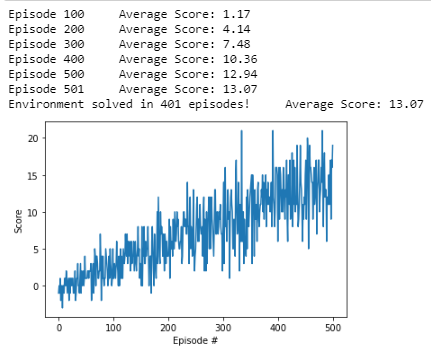 Episode 100 Average Score: 1.17
Episode 200 Average Score: 4.14
Episode 300 Average Score: 7.48
Episode 400 Average Score: 10.36
Episode 500 Average Score: 12.94
Episode 501 Average Score: 13.07
Environment solved in 401 episodes! Average Score: 13.07
20
15
10
5
0
Score
0 100 200 300 400 500
Episode #